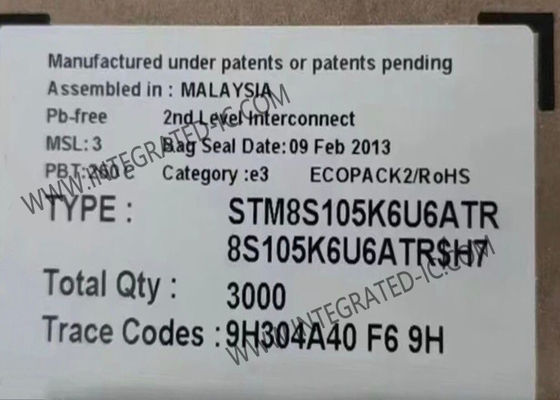 Manufactured under patents or patents pending
Assembled in : MALAYSIA
Pb-free 2nd Level Interconnect
MSL: 3 Bag Seal Date: 09 Feb 2013
PBT:260 c Category :e3 ECOPACK2/RoHS
TYPE : STM8S105K6U6ATR
8S105K6U6ATR$H7
Total Qty : 3000
Trace Codes : 9H304A40 F6 9H
WWW.INTEGRATED-IC.COM
WWW.INTEGRATED-IC.COM